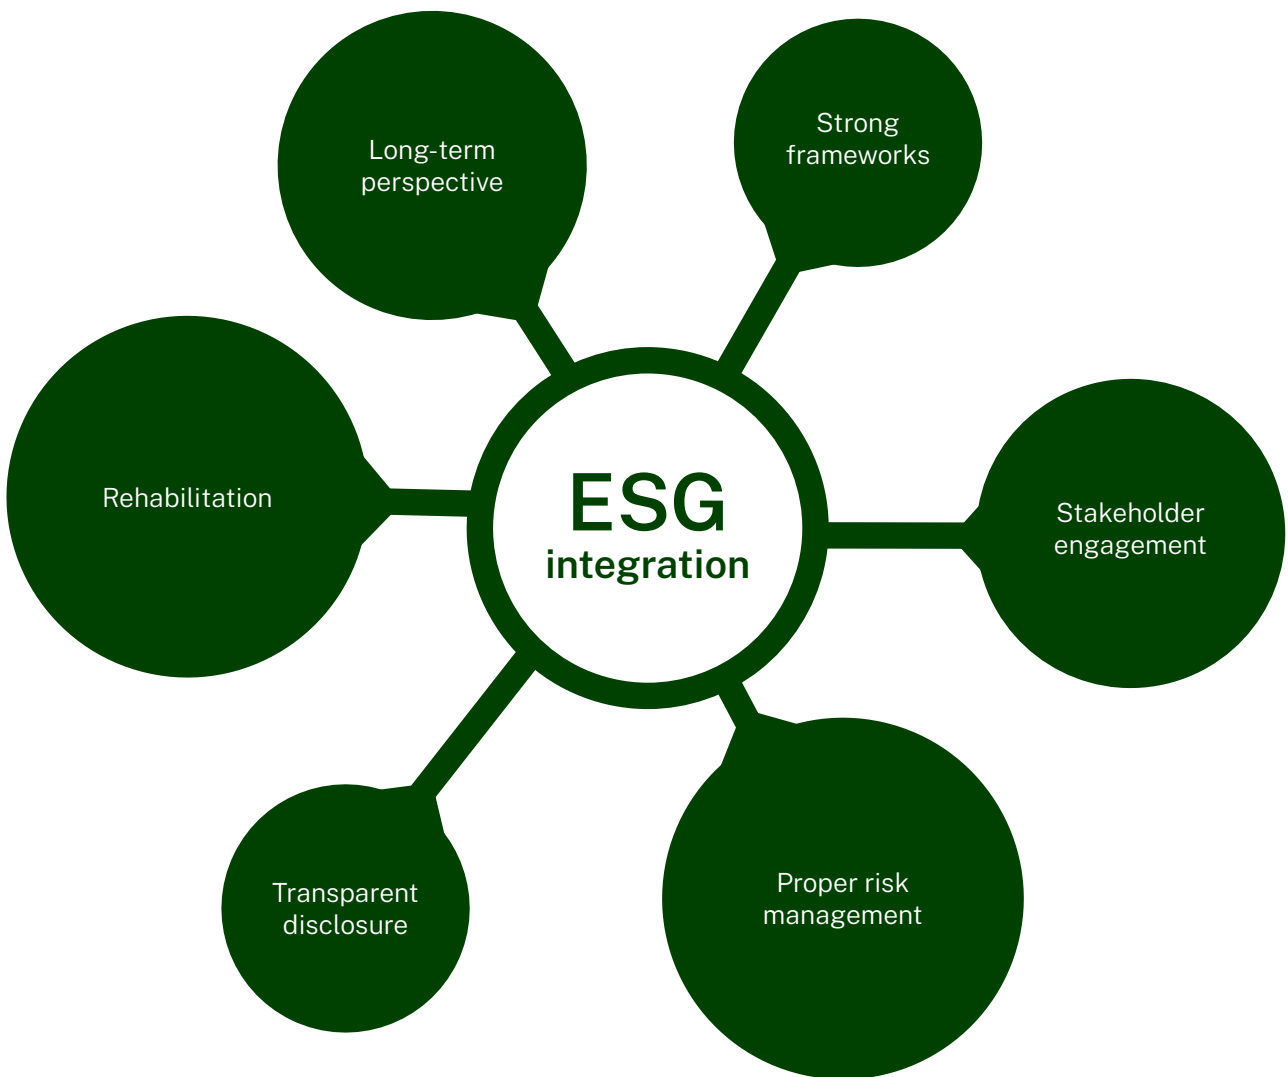 Long-term
perspective
Strong
frameworks
Rehabilitation
ESG
integration
Stakeholder
engagement
Transparent
disclosure
Proper risk
management